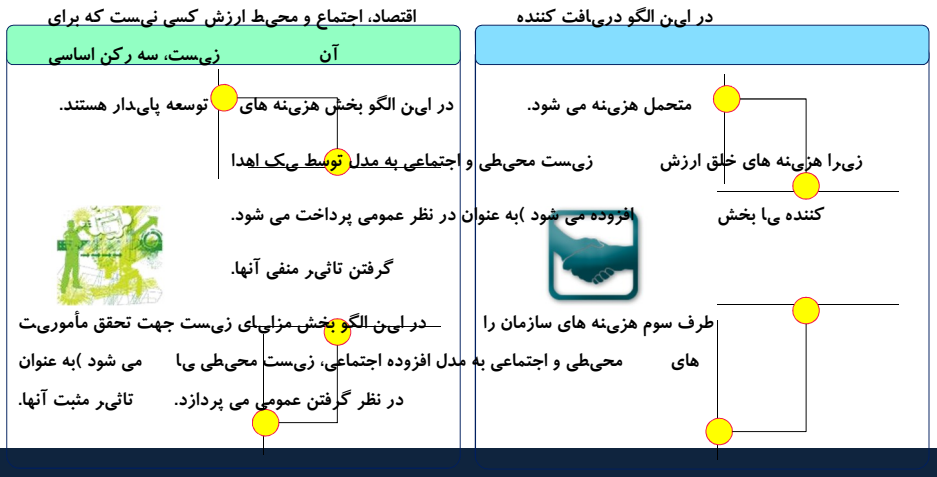 در این الگو دریافت کننده اقتصاد، اجتماع و محیط ارزش کسی نیست که برای
آن زیست، سه رکن اساسی
متحمل هزینه می شود. در این الگو بخش هزینه های توسعه پایدار هستند.
زیرا هزینه های خلق ارزش زیست محیطی و اجتماعی به مدل توسط یک اهدا
کننده یا بخش افزوده می شود )به عنوان در نظر عمومی پرداخت می شود.
گرفتن تاثیر منفی آنها.
طرف سوم هزینه های سازمان را در این الگو بخش مزایای زیست جهت تحقق مأموریت
های محیطی و اجتماعی به مدل افزوده اجتماعی، زیست محیطی یا می شود )به عنوان
در نظر گرفتن عمومی می پردازد. تاثیر مثبت آنها.